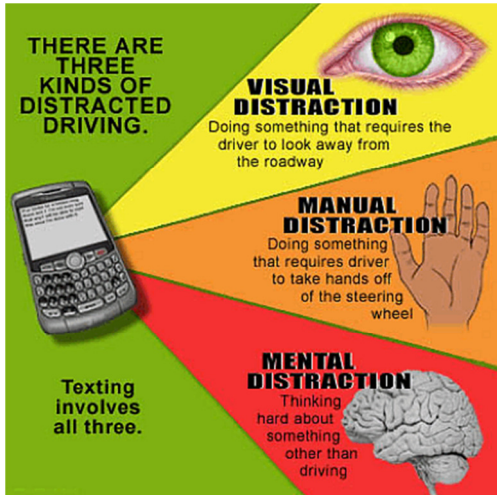 THERE ARE
THREE
KINDS OF
DISTRACTED
DRIVING.
VISUAL
DISTRACTION
Doing something that requires the
driver to look away from
the roadway
MANUAL
DISTRACTION
Doing something
that requires driver
to take hands off
of the steering
wheel
MENTAL
DISTRACTION
Thinking
hard about
something
other than
driving
Texting
involves
all three.